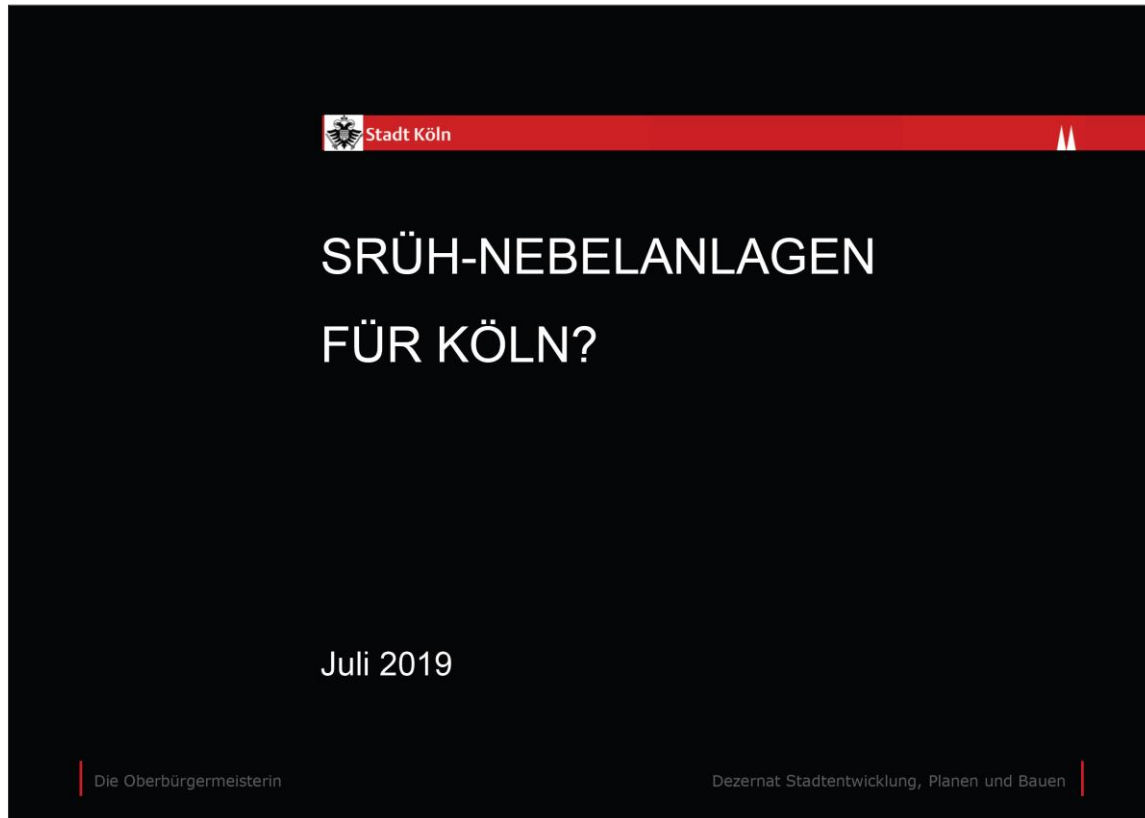 Stadt Köln
SRÜH-NEBELANLAGEN
FÜR KÖLN?
Juli 2019
Die Oberbürgermeisterin
Dezernat Stadtentwicklung, Planen und Bauen